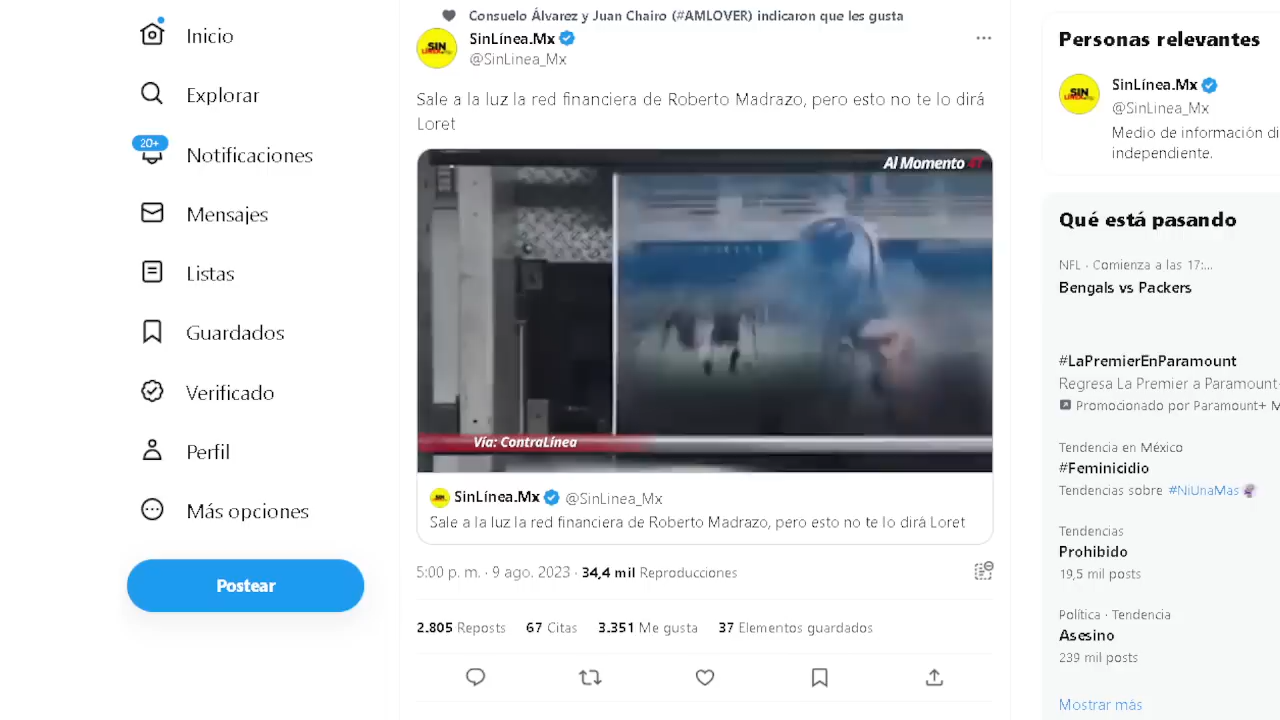 Inicio
Explorar
20+
Notificaciones
Mensajes
Listas
Guardados
Verificado
Perfil
Más opciones
Postear
Consuelo Álvarez y Juan Chairo (#AMLOVER) indicaron que les gusta
SinLínea.Mx
@SinLinea_Mx
Sale a la luz la red financiera de Roberto Madrazo, pero esto no te lo dirá
Loret
Al Momento
Vía: ContraLínea
SinLínea.Mx @SinLinea_Mx
Sale a la luz la red financiera de Roberto Madrazo, pero esto no te lo dirá Loret
5:00 p. m. · 9 ago. 2023 · 34,4 mil Reproducciones
2.805 Reposts 67 Citas 3.351 Me gusta 37 Elementos guardados
Personas relevantes
SinLínea.Mx
@SinLinea_Mx
Medio de información
independiente.
Qué está pasando
NFL · Comienza a las 17:...
Bengals vs Packers
#LaPremierEnParamount
Regresa La Premier a Paramount+
Promocionado por Paramount+ M
Tendencia en México
#Feminicidio
Tendencias sobre #NiUnaMas
Tendencias
Prohibido
19,5 mil posts
Política · Tendencia
Asesino
239 mil posts
Mostrar más